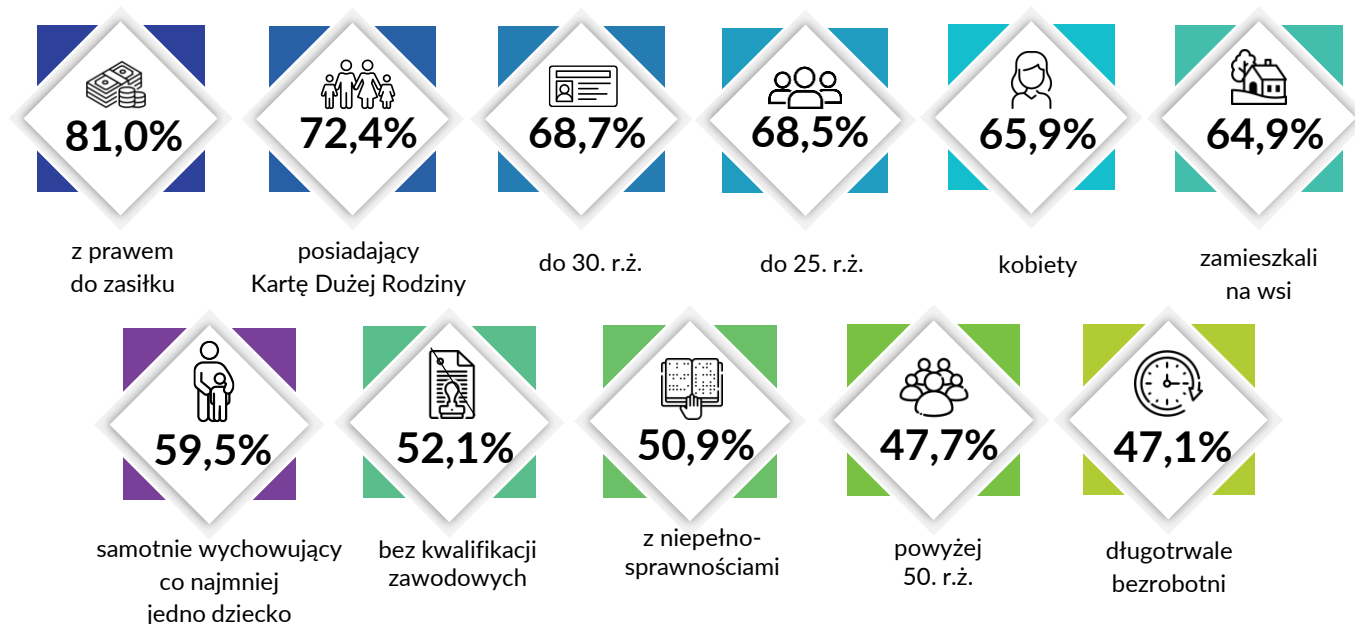 81,0%
z prawem
do zasiłku
72,4%
posiadający
Kartę Dużej Rodziny
68,7%
do 30. r.ż.
68,5%
do 25. r.ż.
65,9%
kobiety
64,9%
zamieszkali
na wsi
59,5%
samotnie wychowujący
co najmniej
jedno dziecko
52,1%
bez kwalifikacji
zawodowych
50,9%
z niepełno-
sprawnościami
47,7%
powyżej
50. r.ż.
47,1%
długotrwale
bezrobotni